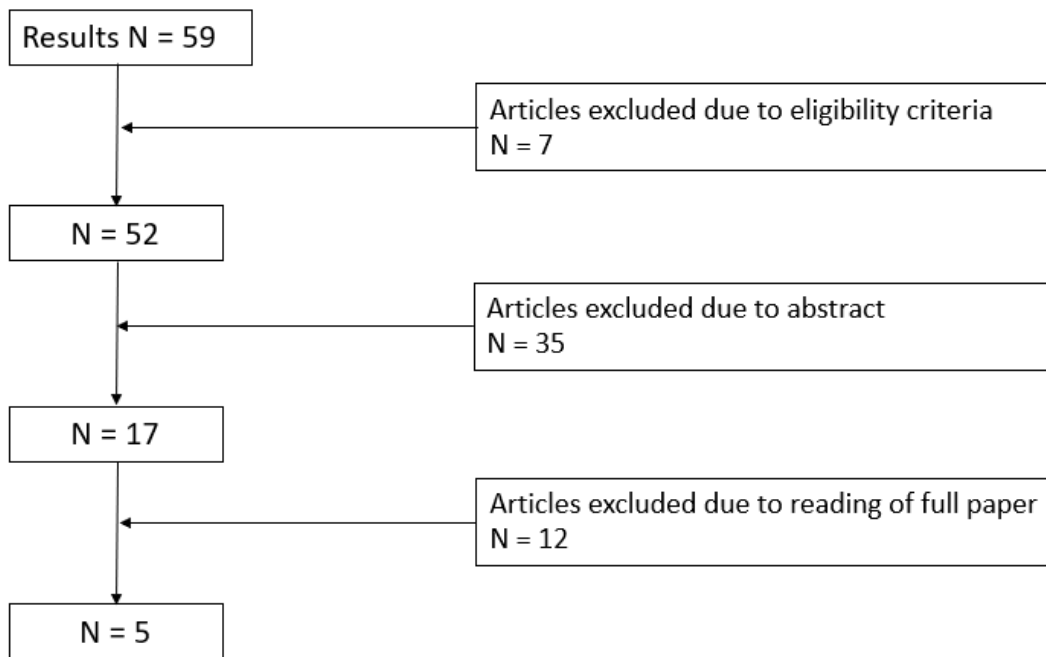 Results N = 59
Articles excluded due to eligibility criteria
N = 7
N = 52
Articles excluded due to abstract
N = 35
N = 17
Articles excluded due to reading of full paper
N = 12
N = 5